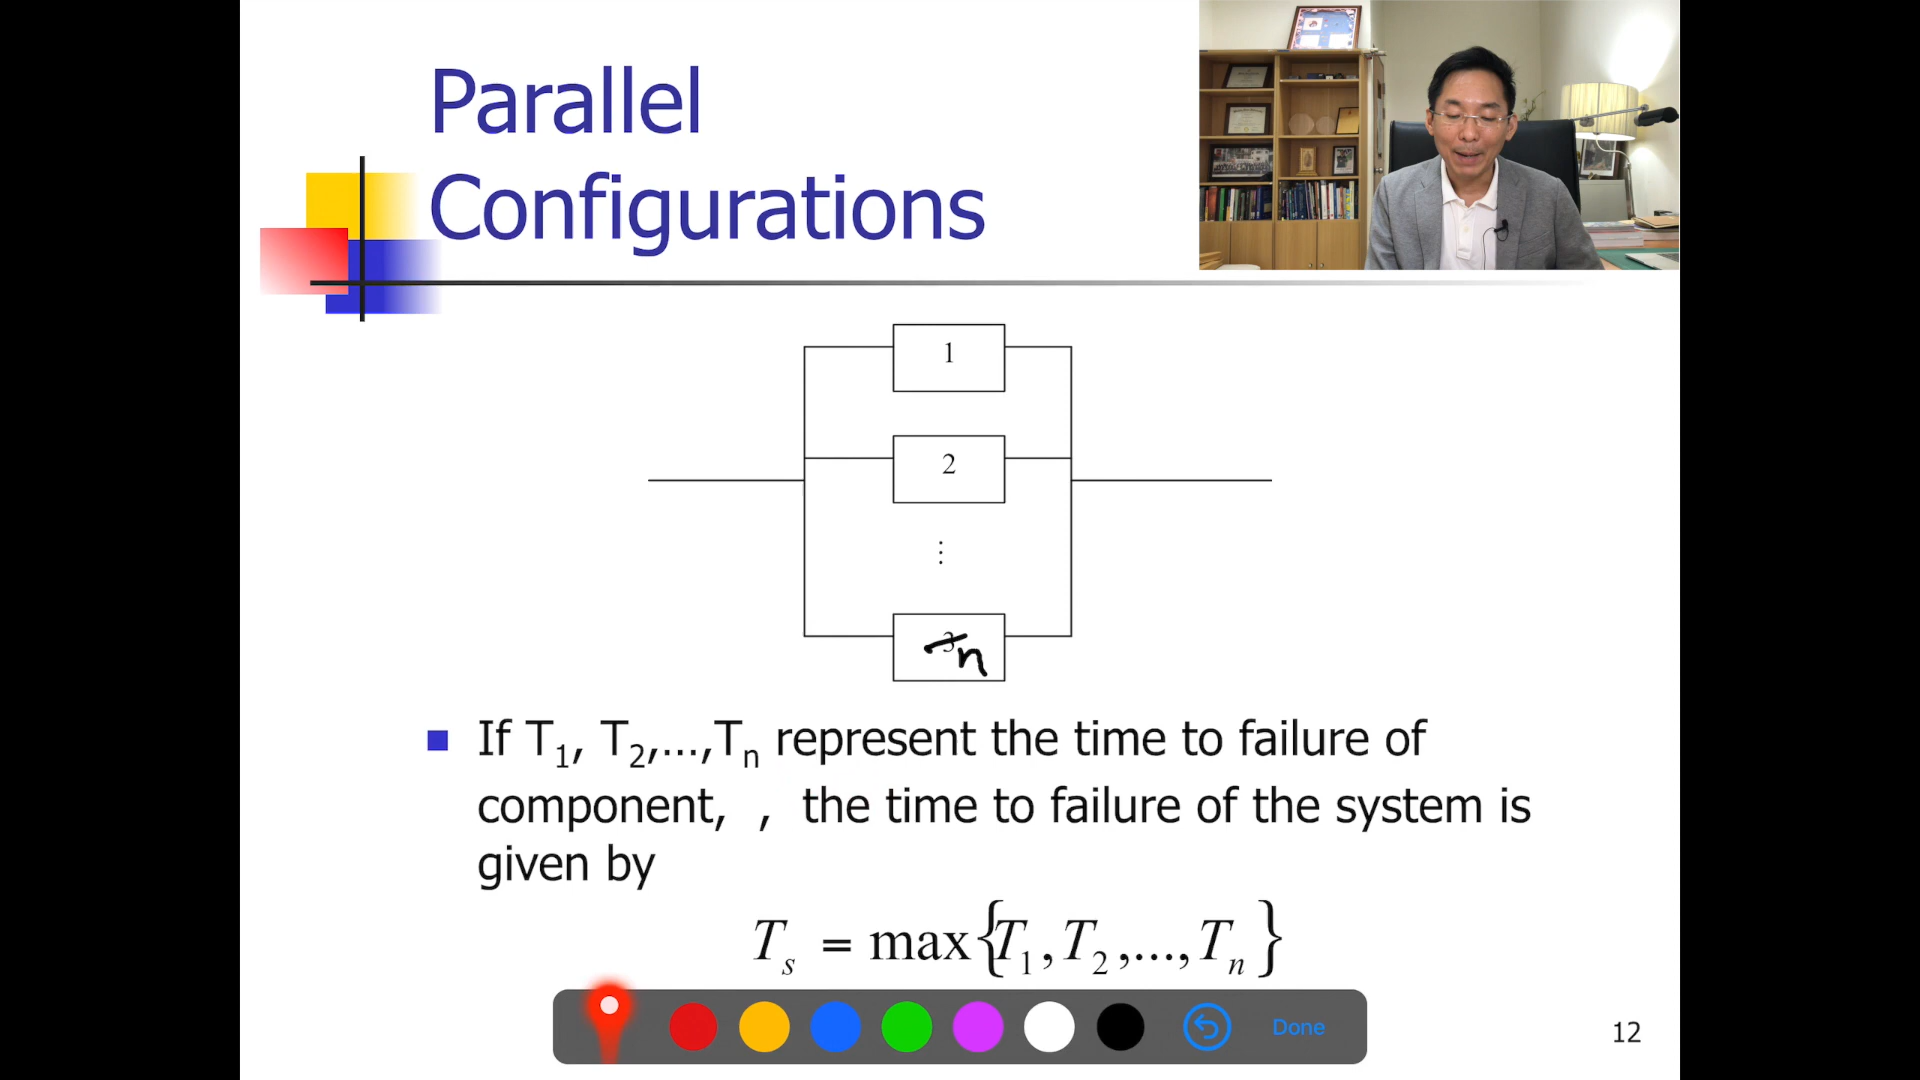 Parallel
Configurations
1
2
⋮
3 n
If T₁, T₂,...,Tₙ represent the time to failure of
component, , the time to failure of the system is
given by
Tₛ = max{T₁,T₂,...,Tₙ}
Done
12